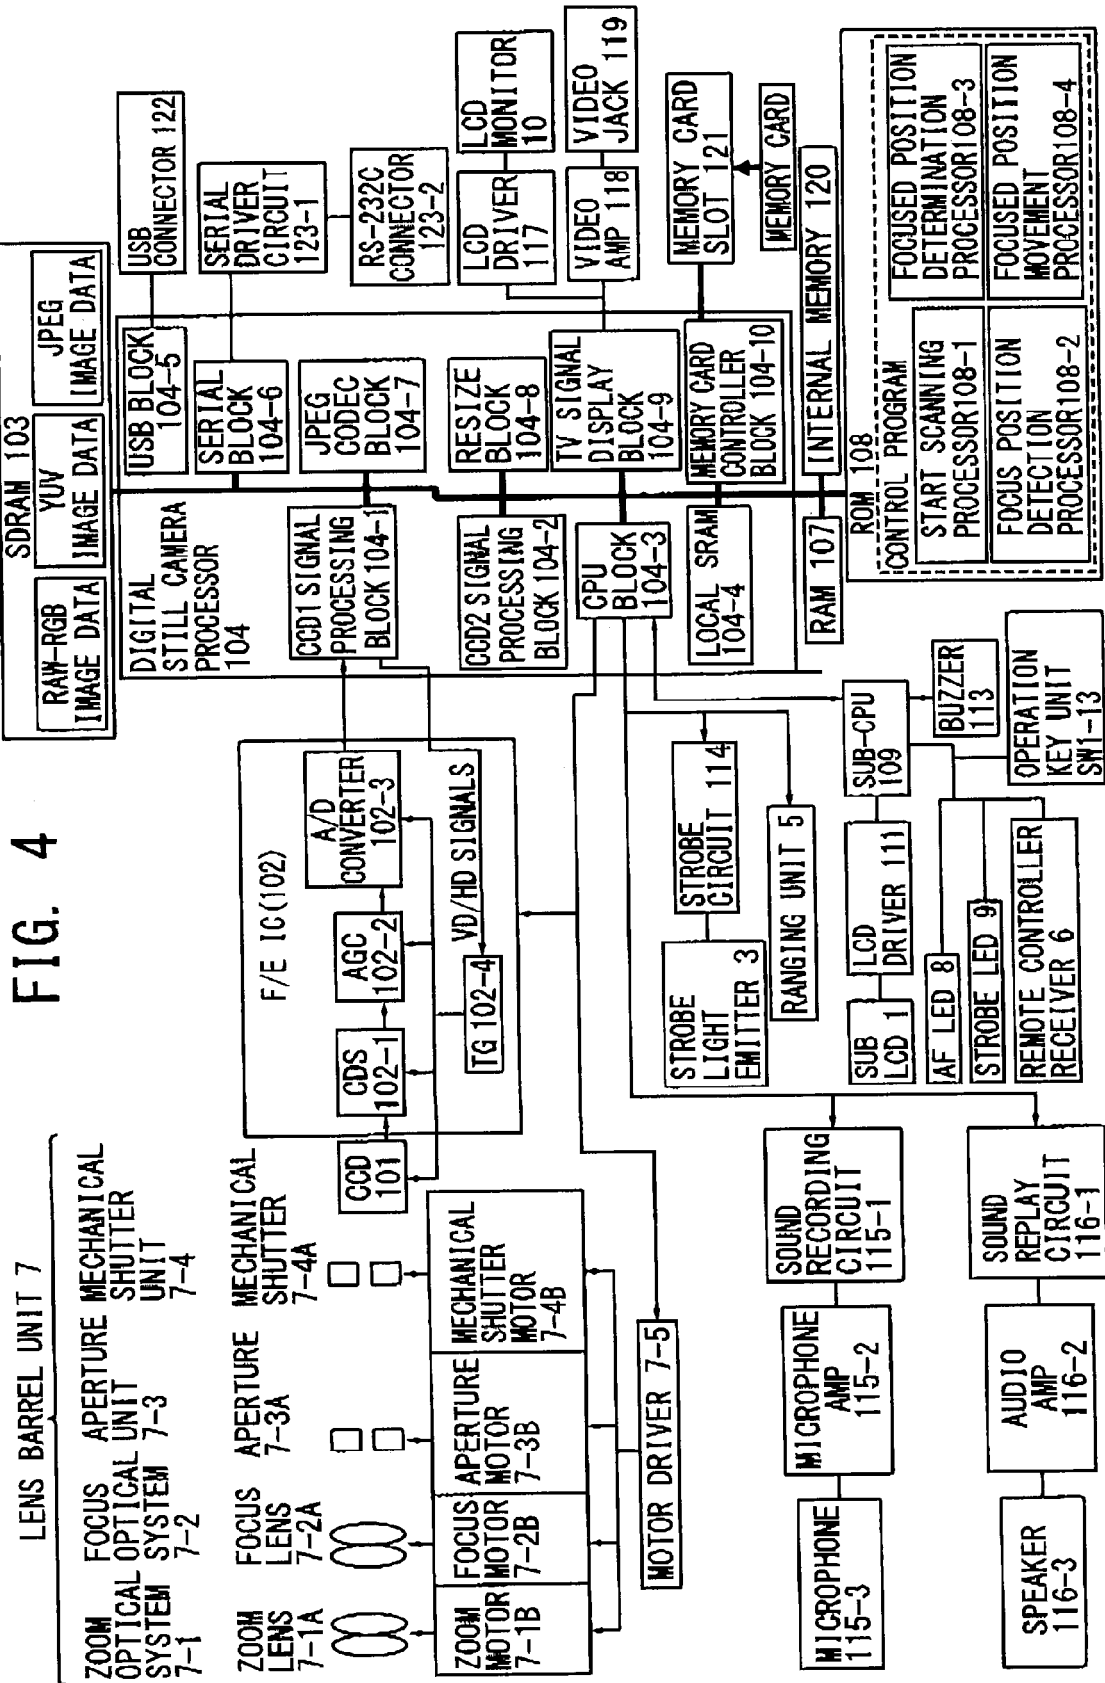 FIG. 4
LENS BARREL UNIT 7
ZOOM
OPTICAL
SYSTEM
7-1
FOCUS
OPTICAL
SYSTEM
7-2
APERTURE
UNIT
7-3
MECHANICAL
SHUTTER
UNIT
7-4
ZOOM
LENS
7-1A
FOCUS
LENS
7-2A
APERTURE
7-3A
MECHANICAL
SHUTTER
7-4A
ZOOM
MOTOR
7-1B
FOCUS
MOTOR
7-2B
APERTURE
MOTOR
7-3B
MECHANICAL
SHUTTER
MOTOR
7-4B
MOTOR DRIVER 7-5
CCD
101
F/E IC(102)
CDS
102-1
AGC
102-2
A/D
CONVERTER
102-3
TG 102-4
VD/HD SIGNALS
SDRAM 103
RAW-RGB
IMAGE DATA
YUV
IMAGE DATA
JPEG
IMAGE DATA
DIGITAL
STILL CAMERA
PROCESSOR
104
CCD1 SIGNAL
PROCESSING
BLOCK 104-1
CCD2 SIGNAL
PROCESSING
BLOCK 104-2
CPU
BLOCK
104-3
LOCAL SRAM
104-4
USB BLOCK
104-5
SERIAL
BLOCK
104-6
JPEG
CODEC
BLOCK
104-7
RESIZE
BLOCK
104-8
TV SIGNAL
DISPLAY
BLOCK
104-9
MEMORY CARD
CONTROLLER
BLOCK 104-10
USB
CONNECTOR 122
SERIAL
DRIVER
CIRCUIT
123-1
RS-232C
CONNECTOR
123-2
LCD
DRIVER
117
LCD
MONITOR
10
VIDEO
AMP 118
VIDEO
JACK 119
MEMORY CARD
SLOT 121
MEMORY CARD
RAM 107
INTERNAL MEMORY 120
ROM 108
CONTROL PROGRAM
START SCANNING
PROCESSOR108-1
FOCUSED POSITION
DETERMINATION
PROCESSOR108-3
FOCUS POSITION
DETECTION
PROCESSOR108-2
FOCUSED POSITION
MOVEMENT
PROCESSOR108-4
STROBE
LIGHT
EMITTER 3
STROBE
CIRCUIT 114
RANGING UNIT 5
SUB
LCD 1
LCD
DRIVER 111
SUB-CPU
109
BUZZER
113
AF LED 8
STROBE LED 9
REMOTE CONTROLLER
RECEIVER 6
OPERATION
KEY UNIT
SW1-13
MICROPHONE
115-3
MICROPHONE
AMP
115-2
SOUND
RECORDING
CIRCUIT
115-1
SPEAKER
116-3
AUDIO
AMP
116-2
SOUND
REPLAY
CIRCUIT
116-1